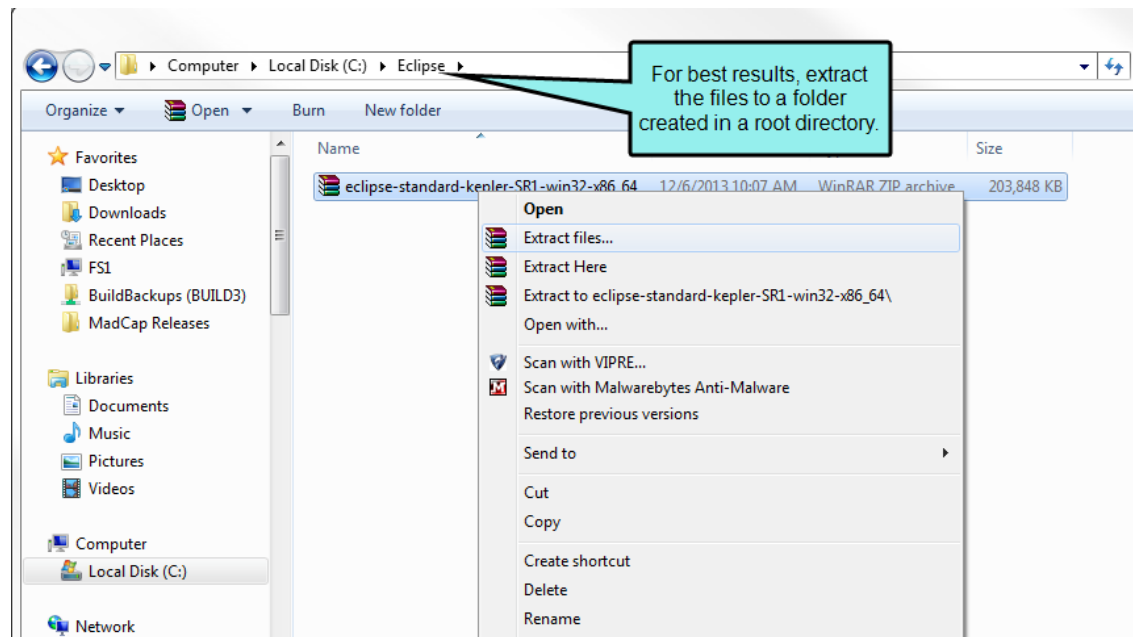 Computer Local Disk (C:) Eclipse
For best results, extract
the files to a folder
created in a root directory.
Organize Open Burn New folder
Name Size
Favorites
Desktop
Downloads
Recent Places
FS1
BuildBackups (BUILD3)
MadCap Releases
Libraries
Documents
Music
Pictures
Videos
Computer
Local Disk (C:)
Network
eclipse-standard-kepler-SR1-win32-x86_64 12/6/2013 10:07 AM WinRAR ZIP archive 203,848 KB
Open
Extract files...
Extract Here
Extract to eclipse-standard-kepler-SR1-win32-x86_64\
Open with...
Scan with VIPRE...
Scan with Malwarebytes Anti-Malware
Restore previous versions
Send to
Cut
Copy
Create shortcut
Delete
Rename